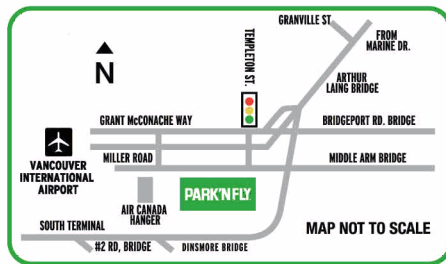 GRANVILLE ST
FROM
MARINE DR.
TEMPLETON ST.
ARTHUR
LAING BRIDGE
N
GRANT McCONACHE WAY
BRIDGEPORT RD. BRIDGE
VANCOUVER
INTERNATIONAL
AIRPORT
MILLER ROAD
MIDDLE ARM BRIDGE
PARK'N FLY
AIR CANADA
HANGER
SOUTH TERMINAL
MAP NOT TO SCALE
#2 RD, BRIDGE
DINSMORE BRIDGE